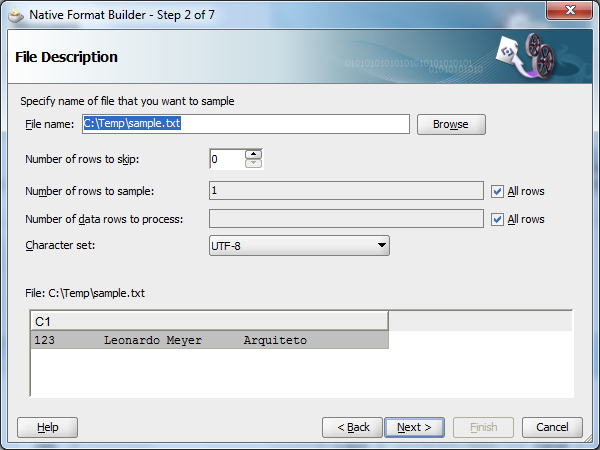 Native Format Builder - Step 2 of 7
File Description
010101010101010101010101
01010101010
Specify name of file that you want to sample
File name: C:\Temp\sample.txt Browse
Number of rows to skip: 0
Number of rows to sample: 1 All rows
Number of data rows to process: All rows
Character set: UTF-8
File: C:\Temp\sample.txt
C1
123 Leonardo Meyer Arquiteto
Help < Back Next > Finish Cancel